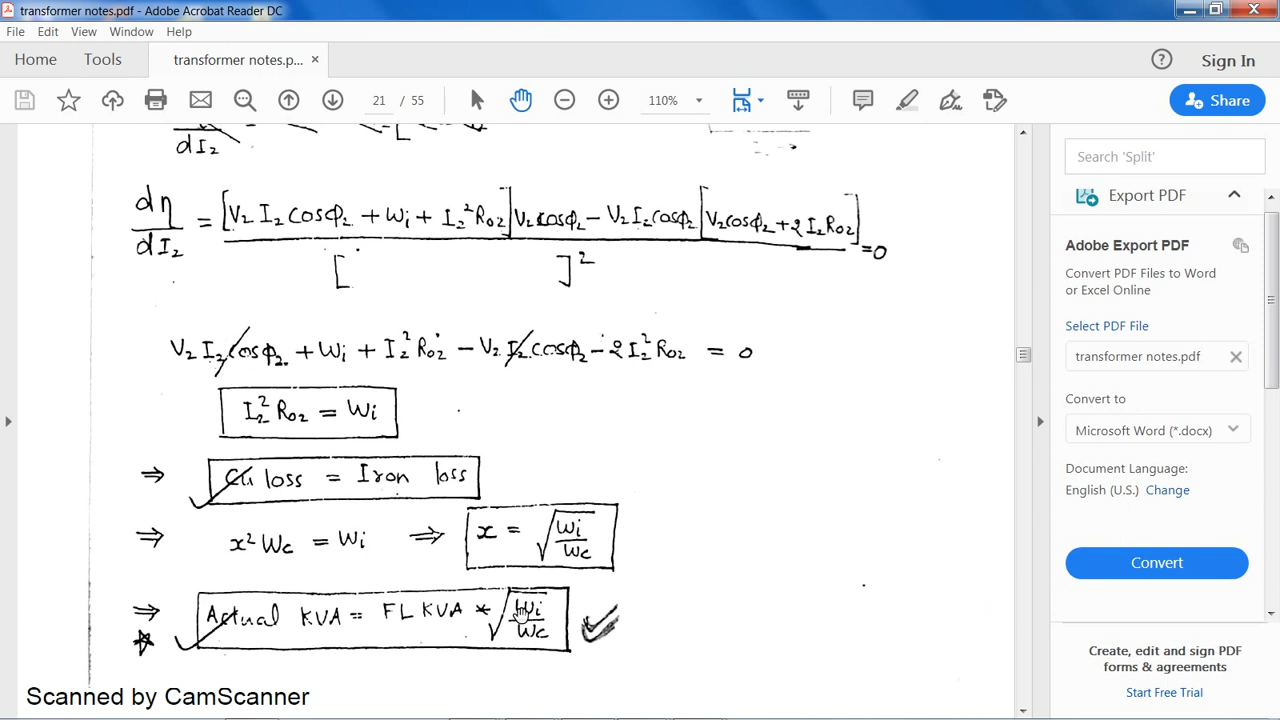 transformer notes.pdf - Adobe Acrobat Reader DC
File Edit View Window Help
Home Tools transformer notes.p... × Sign In
21 / 55 110% Share
dI₂
dη/dI₂ = [V₂ I₂ cosφ₂ + Wi + I₂² R₀₂] V₂ cosφ₂ - V₂ I₂ cosφ₂ [V₂ cosφ₂ + 2 I₂ R₀₂] / [ ]² = 0
V₂ I₂ cosφ₂ + Wi + I₂² R₀₂ - V₂ I₂ cosφ₂ - 2 I₂² R₀₂ = 0
I₂² R₀₂ = Wi
⇒ Cu loss = Iron loss
⇒ x² Wc = Wi ⇒ x = √(Wi/Wc)
⇒ Actual KVA = FL KVA * √(Wi/Wc)
Scanned by CamScanner
Search 'Split'
Export PDF
Adobe Export PDF
Convert PDF Files to Word
or Excel Online
Select PDF File
transformer notes.pdf ×
Convert to
Microsoft Word (*.docx)
Document Language:
English (U.S.) Change
Convert
Create, edit and sign PDF
forms & agreements
Start Free Trial